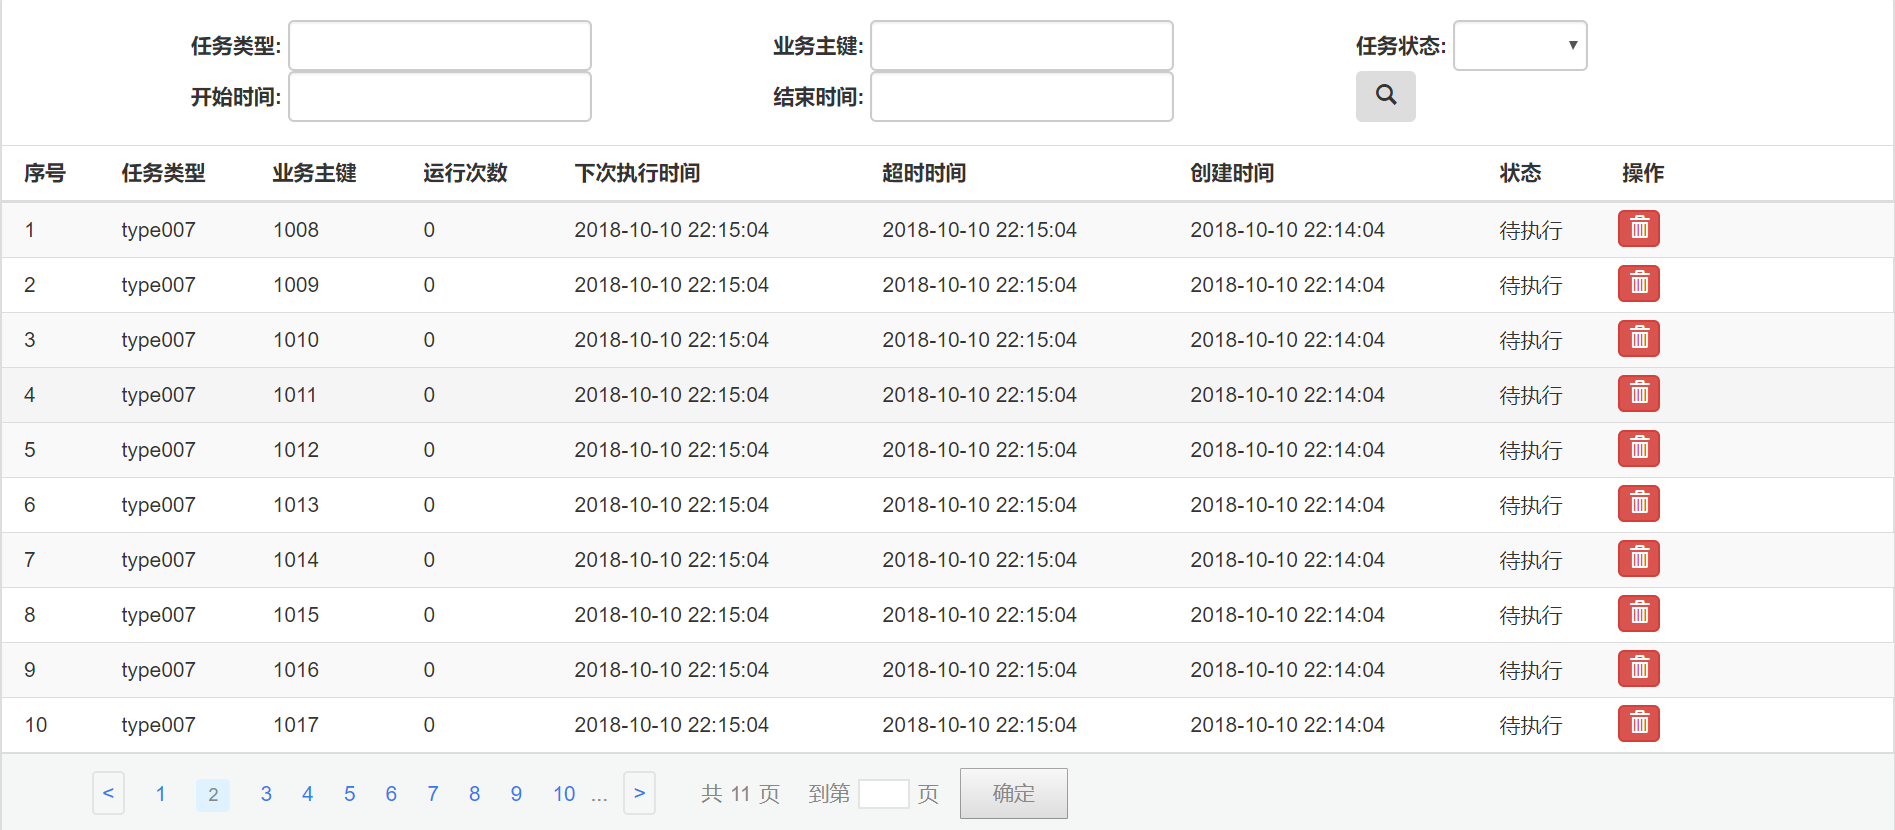 任务类型: 业务主键: 任务状态:
开始时间: 结束时间:
序号 任务类型 业务主键 运行次数 下次执行时间 超时时间 创建时间 状态 操作
1 type007 1008 0 2018-10-10 22:15:04 2018-10-10 22:15:04 2018-10-10 22:14:04 待执行
2 type007 1009 0 2018-10-10 22:15:04 2018-10-10 22:15:04 2018-10-10 22:14:04 待执行
3 type007 1010 0 2018-10-10 22:15:04 2018-10-10 22:15:04 2018-10-10 22:14:04 待执行
4 type007 1011 0 2018-10-10 22:15:04 2018-10-10 22:15:04 2018-10-10 22:14:04 待执行
5 type007 1012 0 2018-10-10 22:15:04 2018-10-10 22:15:04 2018-10-10 22:14:04 待执行
6 type007 1013 0 2018-10-10 22:15:04 2018-10-10 22:15:04 2018-10-10 22:14:04 待执行
7 type007 1014 0 2018-10-10 22:15:04 2018-10-10 22:15:04 2018-10-10 22:14:04 待执行
8 type007 1015 0 2018-10-10 22:15:04 2018-10-10 22:15:04 2018-10-10 22:14:04 待执行
9 type007 1016 0 2018-10-10 22:15:04 2018-10-10 22:15:04 2018-10-10 22:14:04 待执行
10 type007 1017 0 2018-10-10 22:15:04 2018-10-10 22:15:04 2018-10-10 22:14:04 待执行
< 1 2 3 4 5 6 7 8 9 10 ... > 共 11 页 到第 页 确定